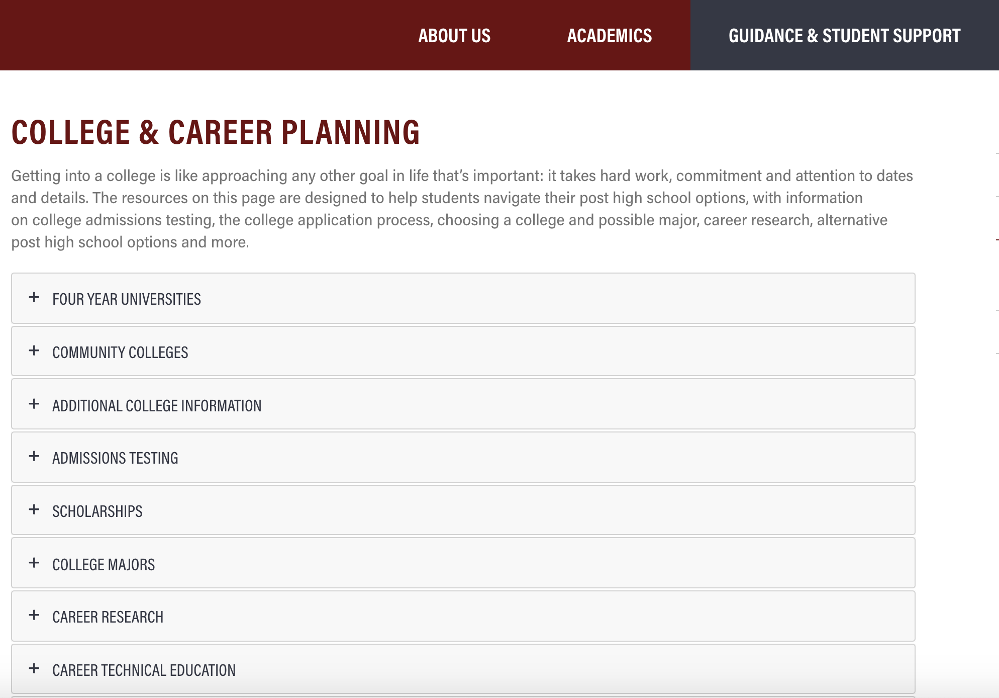 ABOUT US
ACADEMICS
GUIDANCE & STUDENT SUPPORT
COLLEGE & CAREER PLANNING
Getting into a college is like approaching any other goal in life that’s important: it takes hard work, commitment and attention to dates
and details. The resources on this page are designed to help students navigate their post high school options, with information
on college admissions testing, the college application process, choosing a college and possible major, career research, alternative
post high school options and more.
+ FOUR YEAR UNIVERSITIES
+ COMMUNITY COLLEGES
+ ADDITIONAL COLLEGE INFORMATION
+ ADMISSIONS TESTING
+ SCHOLARSHIPS
+ COLLEGE MAJORS
+ CAREER RESEARCH
+ CAREER TECHNICAL EDUCATION